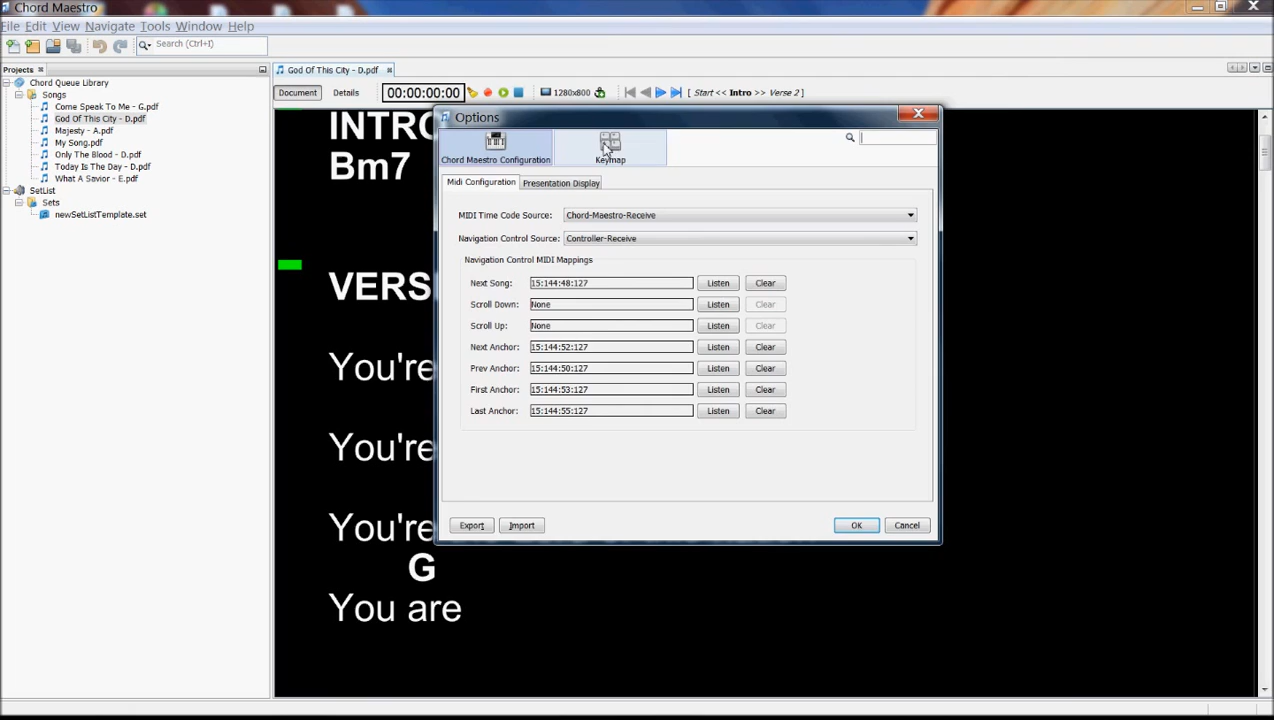 Chord Maestro
File Edit View Navigate Tools Window Help
Search (Ctrl+I)
Projects
Chord Queue Library
Songs
Come Speak To Me - G.pdf
God Of This City - D.pdf
Majesty - A.pdf
My Song.pdf
Only The Blood - D.pdf
Today Is The Day - D.pdf
What A Savior - E.pdf
SetList
Sets
newSetListTemplate.set
God Of This City - D.pdf
Document Details 00:00:00:00 1280x800 [ Start << Intro >> Verse 2 ]
INTRO
Bm7
VERS
You're
You're
You're
G
You are
Options
Chord Maestro Configuration
Keymap
Midi Configuration Presentation Display
MIDI Time Code Source: Chord-Maestro-Receive
Navigation Control Source: Controller-Receive
Navigation Control MIDI Mappings
Next Song: 15:144:48:127 Listen Clear
Scroll Down: None Listen Clear
Scroll Up: None Listen Clear
Next Anchor: 15:144:52:127 Listen Clear
Prev Anchor: 15:144:50:127 Listen Clear
First Anchor: 15:144:53:127 Listen Clear
Last Anchor: 15:144:55:127 Listen Clear
Export Import OK Cancel